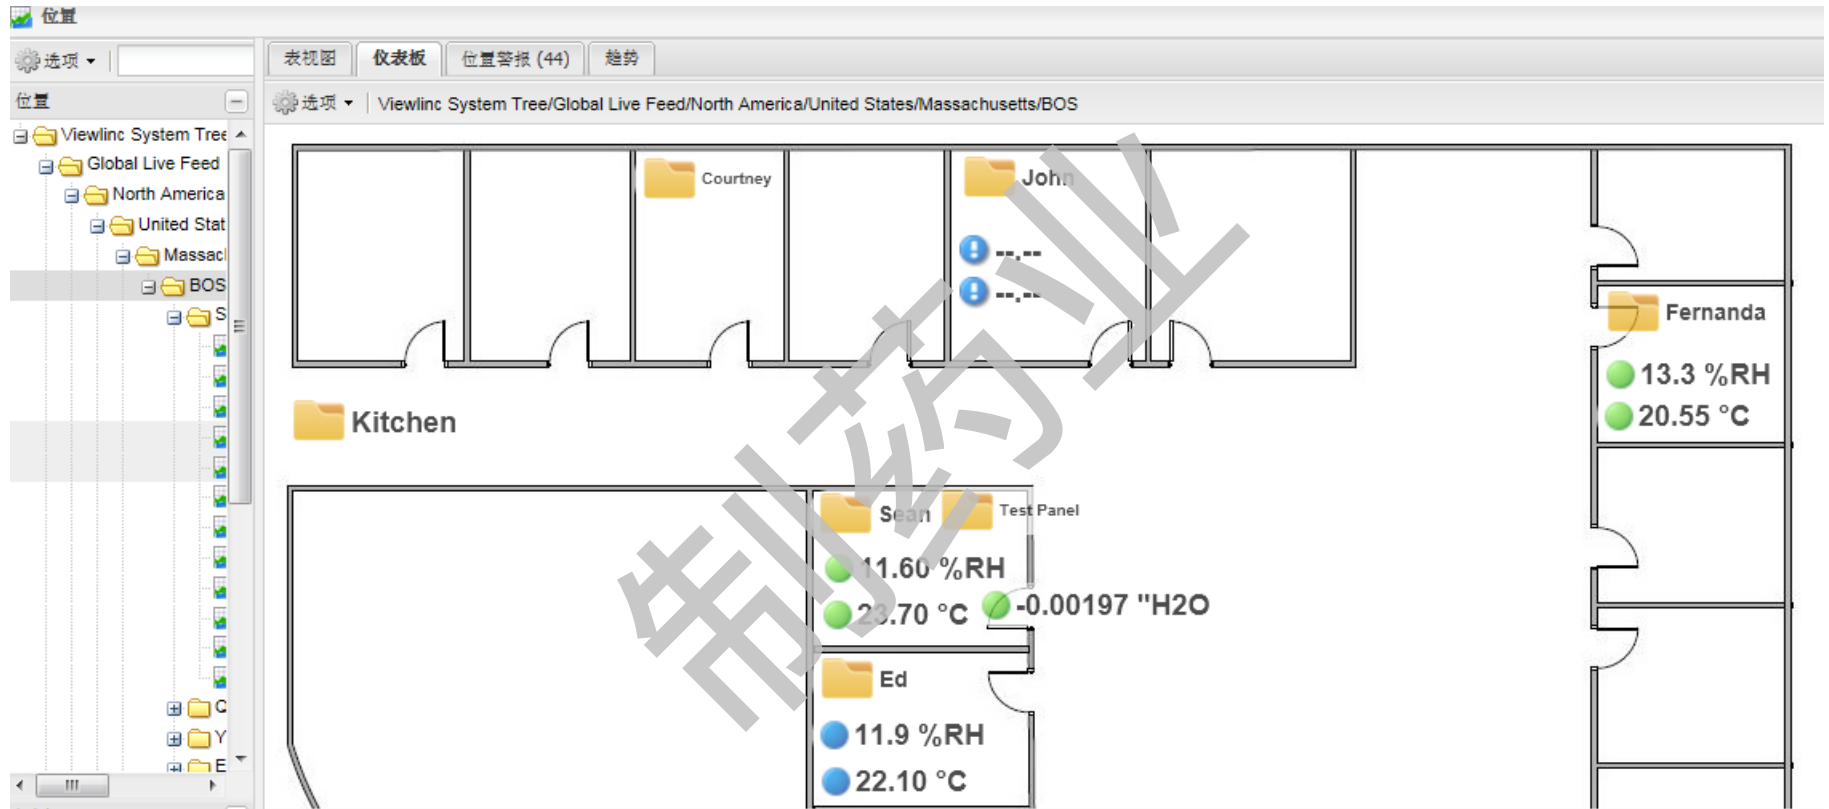 位置
选项
表视图 仪表板 位置警报 (44) 趋势
位置
选项 Viewlinc System Tree/Global Live Feed/North America/United States/Massachusetts/BOS
Viewlinc System Tree
Global Live Feed
North America
United Stat
Massacl
BOS
S
Q
Y
E
Courtney
John
--.--
--.--
Fernanda
13.3 %RH
20.55 °C
Kitchen
Sean
Test Panel
11.60 %RH
23.70 °C
-0.00197 "H2O
Ed
11.9 %RH
22.10 °C
制药业